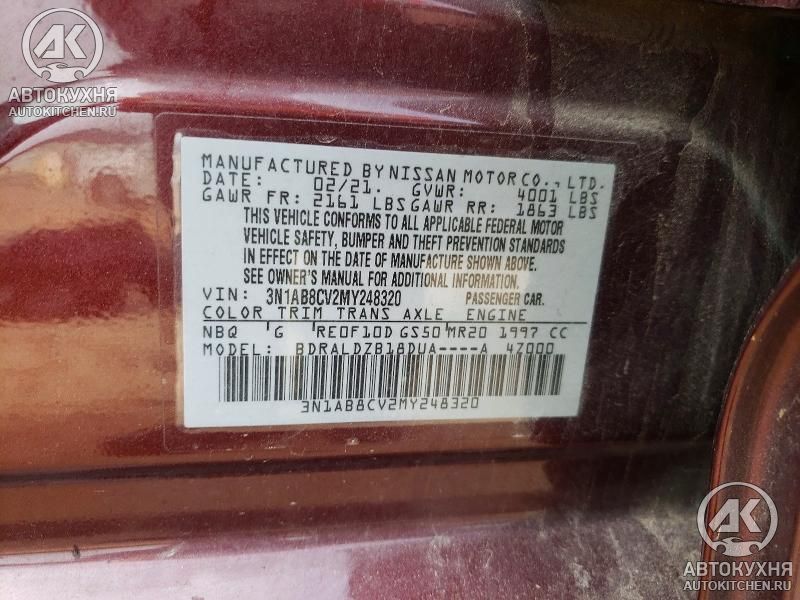 АК
АВТОКУХНЯ
AUTOKITCHEN.RU
MANUFACTURED BY NISSAN MOTOR CO., LTD.
DATE: 02/21. GVWR: 4001 LBS
GAWR FR: 2161 LBS GAWR RR: 1863 LBS
THIS VEHICLE CONFORMS TO ALL APPLICABLE FEDERAL MOTOR
VEHICLE SAFETY, BUMPER AND THEFT PREVENTION STANDARDS
IN EFFECT ON THE DATE OF MANUFACTURE SHOWN ABOVE.
SEE OWNER'S MANUAL FOR ADDITIONAL INFORMATION.
VIN: 3N1AB8CV2MY248320 PASSENGER CAR.
COLOR TRIM TRANS AXLE ENGINE
NBQ G RE0F10D GS50 MR20 1997 CC
MODEL: BDRALDZB18DUA----A 4Z000
3N1AB8CV2MY248320
АК
АВТОКУХНЯ
AUTOKITCHEN.RU